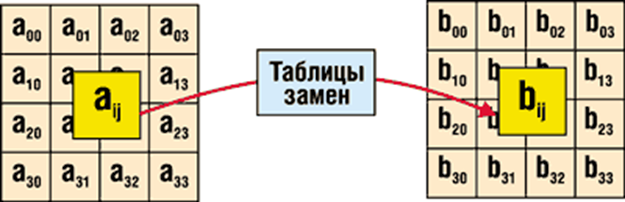 a00 a01 a02 a03
a10 a13
a20 a23
a30 a31 a32 a33
aij
Таблицы
замен
b00 b01 b02 b03
b10 b13
b20 b23
b30 b31 b32 b33
bij